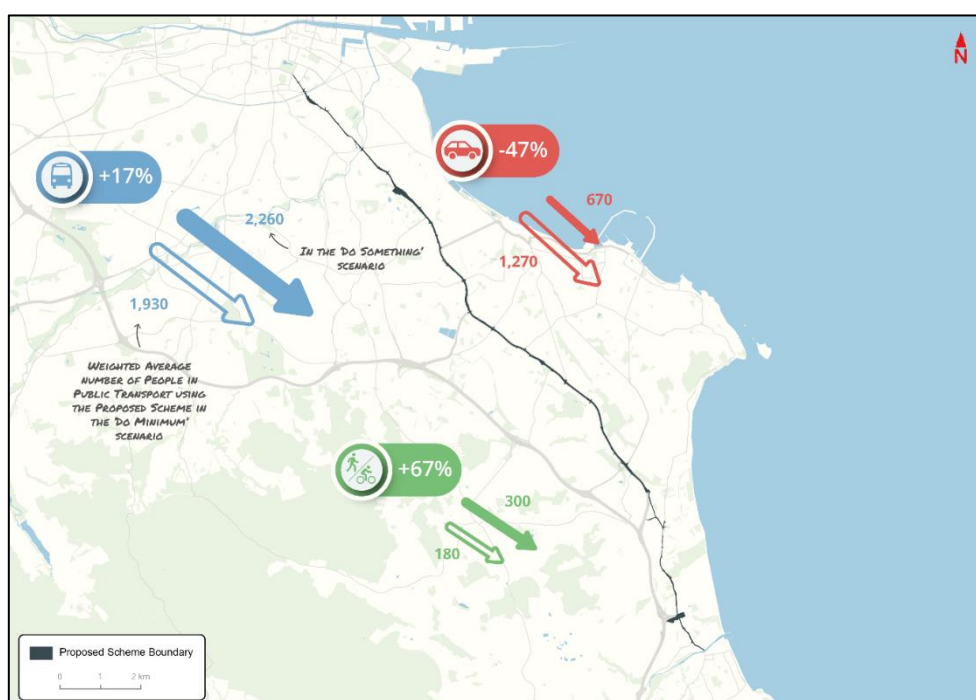 N
-47%
+17%
670
2,260
IN THE 'DO SOMETHING'
SCENARIO
1,270
1,930
WEIGHTED AVERAGE
NUMBER OF PEOPLE IN
PUBLIC TRANSPORT USING
THE PROPOSED SCHEME IN
THE 'DO MINIMUM'
SCENARIO
+67%
300
180
Proposed Scheme Boundary
0 1 2 km